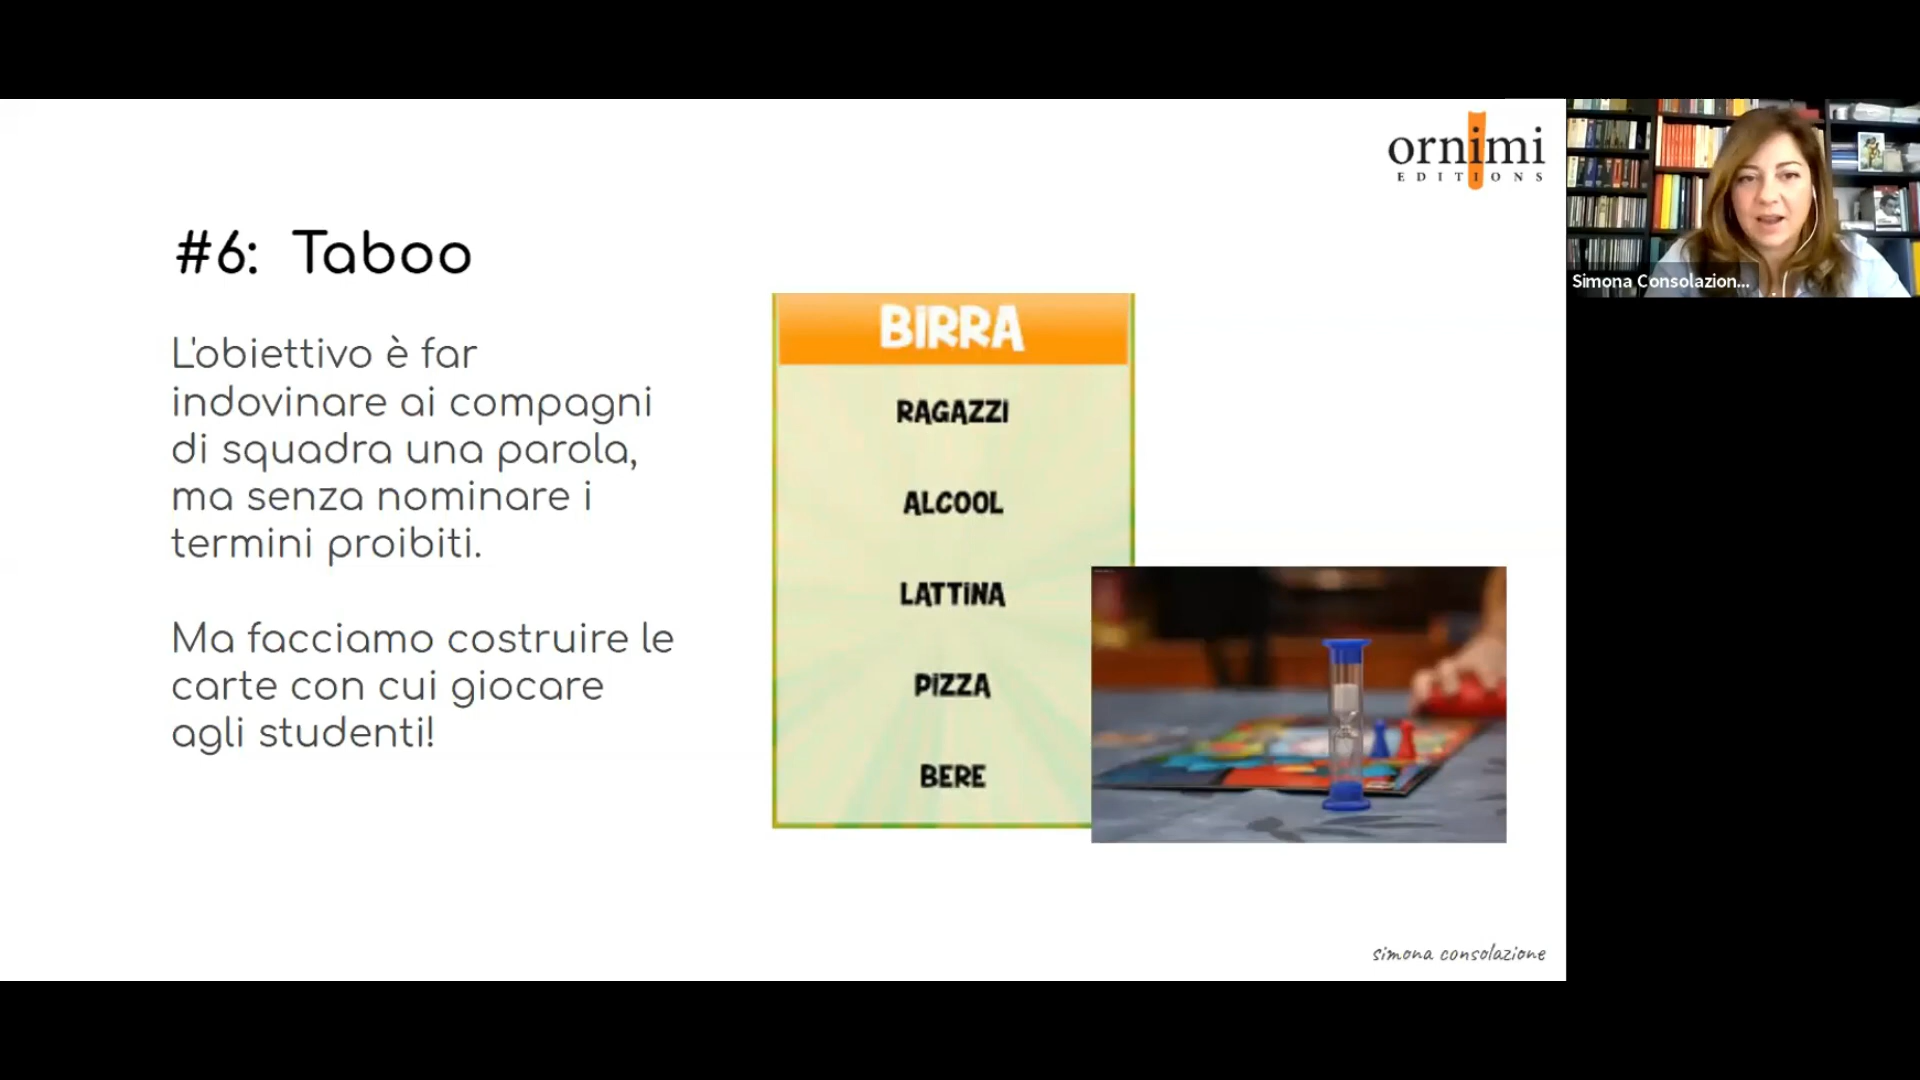 ornimi
EDITIONS
Simona Consolazion...
#6: Taboo
L'obiettivo è far
indovinare ai compagni
di squadra una parola,
ma senza nominare i
termini proibiti.
Ma facciamo costruire le
carte con cui giocare
agli studenti!
BIRRA
RAGAZZI
ALCOOL
LATTINA
PIZZA
BERE
simona consolazione